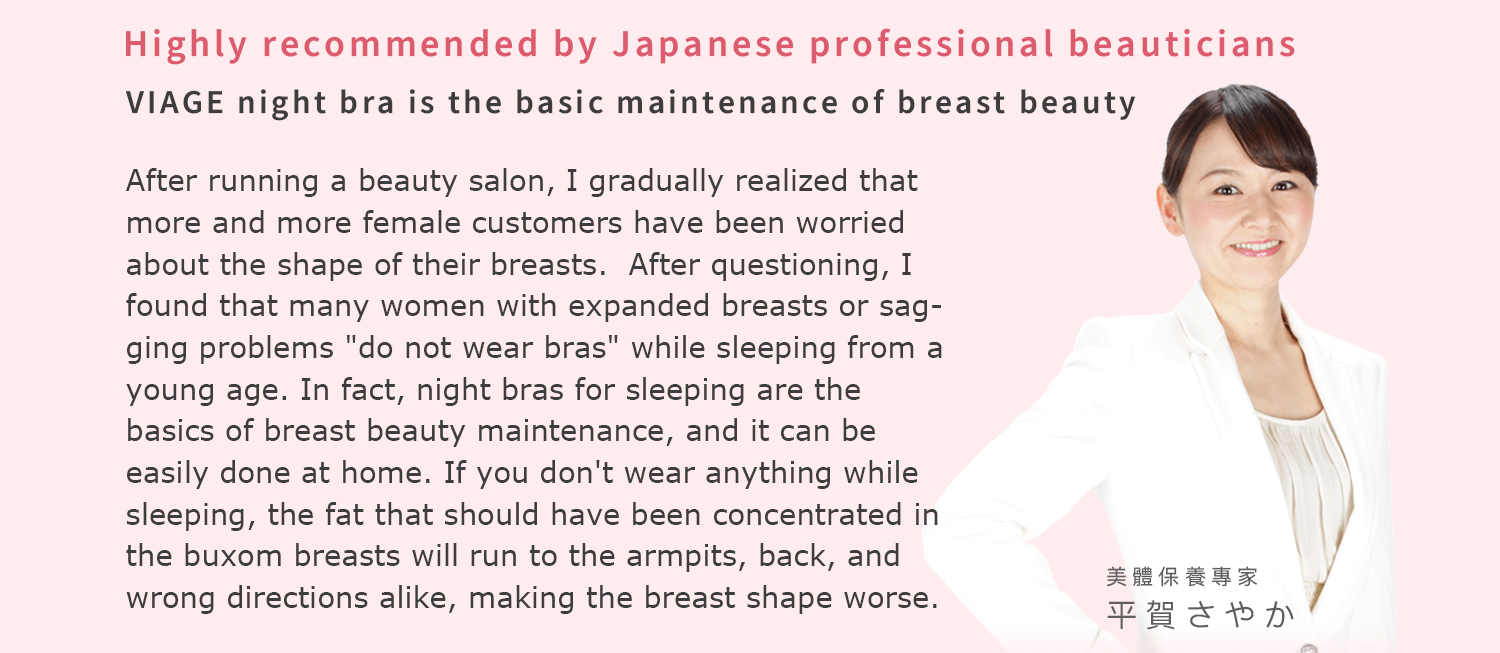 Highly recommended by Japanese professional beauticians
VIAGE night bra is the basic maintenance of breast beauty
After running a beauty salon, I gradually realized that
more and more female customers have been worried
about the shape of their breasts.  After questioning, I
found that many women with expanded breasts or sag-
ging problems "do not wear bras" while sleeping from a
young age. In fact, night bras for sleeping are the
basics of breast beauty maintenance, and it can be
easily done at home. If you don't wear anything while
sleeping, the fat that should have been concentrated in
the buxom breasts will run to the armpits, back, and
wrong directions alike, making the breast shape worse.
美體保養專家
平賀さやか